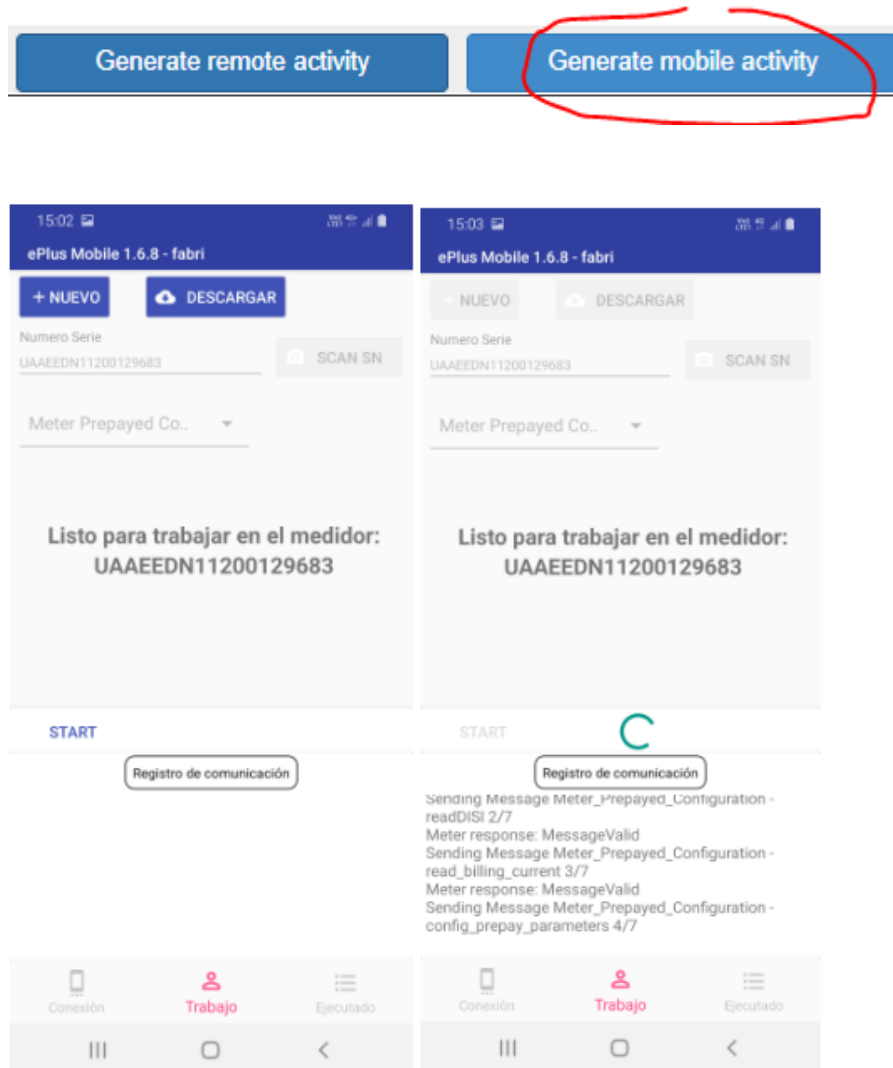 Generate remote activity
Generate mobile activity
15:02
ePlus Mobile 1.6.8 - fabri
+ NUEVO
DESCARGAR
Numero Serie
UAAEEDN11200129683
SCAN SN
Meter Prepayed Co..
Listo para trabajar en el medidor:
UAAEEDN11200129683
START
Registro de comunicación
Conexión
Trabajo
Ejecutado
15:03
ePlus Mobile 1.6.8 - fabri
NUEVO
DESCARGAR
Numero Serie
UAAEEDN11200129683
SCAN SN
Meter Prepayed Co..
Listo para trabajar en el medidor:
UAAEEDN11200129683
START
Registro de comunicación
Sending Message Meter_Prepayed_Configuration -
readDISI 2/7
Meter response: MessageValid
Sending Message Meter_Prepayed_Configuration -
read_billing_current 3/7
Meter response: MessageValid
Sending Message Meter_Prepayed_Configuration -
config_prepay_parameters 4/7
Conexión
Trabajo
Ejecutado